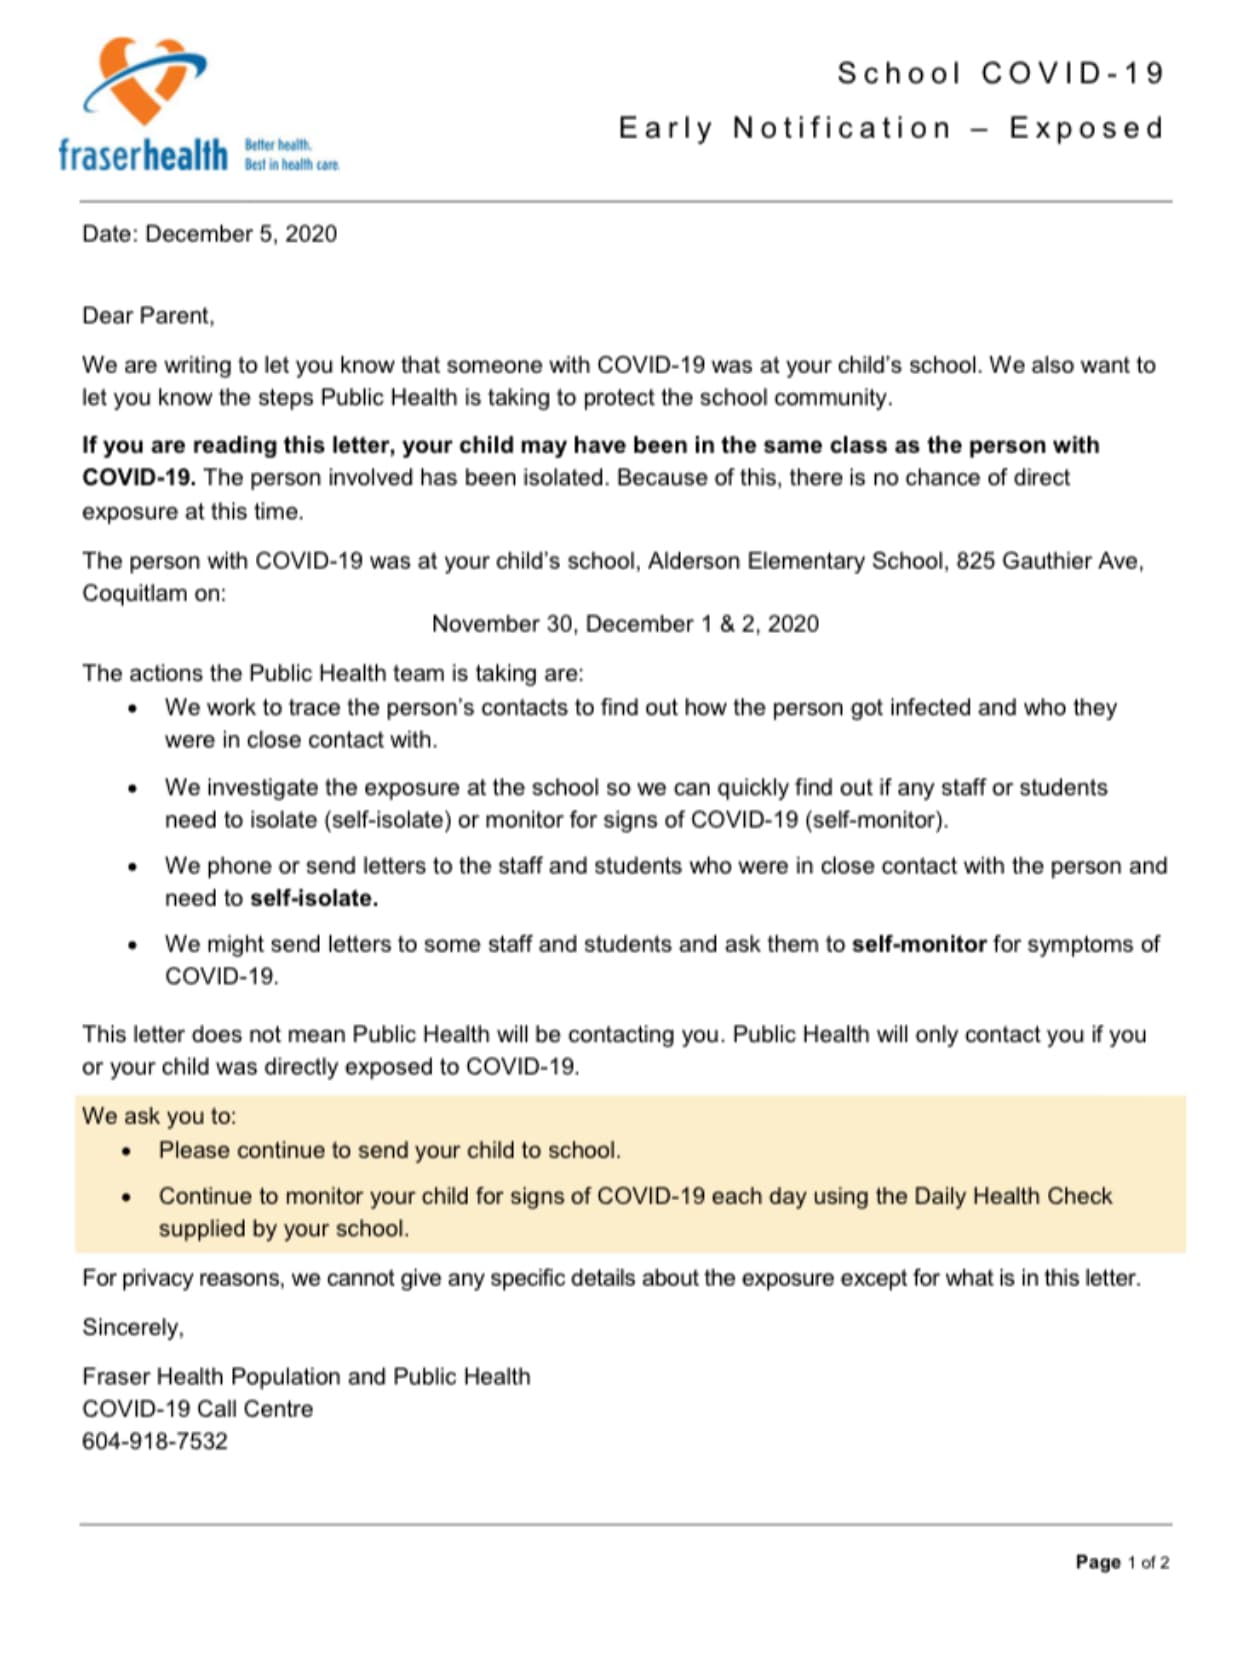 School COVID-19
Early Notification – Exposed
fraserhealth
Better health.
Best in health care.
Date: December 5, 2020
Dear Parent,
We are writing to let you know that someone with COVID-19 was at your child's school. We also want to
let you know the steps Public Health is taking to protect the school community.
If you are reading this letter, your child may have been in the same class as the person with
COVID-19. The person involved has been isolated. Because of this, there is no chance of direct
exposure at this time.
The person with COVID-19 was at your child's school, Alderson Elementary School, 825 Gauthier Ave,
Coquitlam on:
November 30, December 1 & 2, 2020
The actions the Public Health team is taking are:
• We work to trace the person's contacts to find out how the person got infected and who they
were in close contact with.
• We investigate the exposure at the school so we can quickly find out if any staff or students
need to isolate (self-isolate) or monitor for signs of COVID-19 (self-monitor).
• We phone or send letters to the staff and students who were in close contact with the person and
need to self-isolate.
• We might send letters to some staff and students and ask them to self-monitor for symptoms of
COVID-19.
This letter does not mean Public Health will be contacting you. Public Health will only contact you if you
or your child was directly exposed to COVID-19.
We ask you to:
• Please continue to send your child to school.
• Continue to monitor your child for signs of COVID-19 each day using the Daily Health Check
supplied by your school.
For privacy reasons, we cannot give any specific details about the exposure except for what is in this letter.
Sincerely,
Fraser Health Population and Public Health
COVID-19 Call Centre
604-918-7532
Page 1 of 2